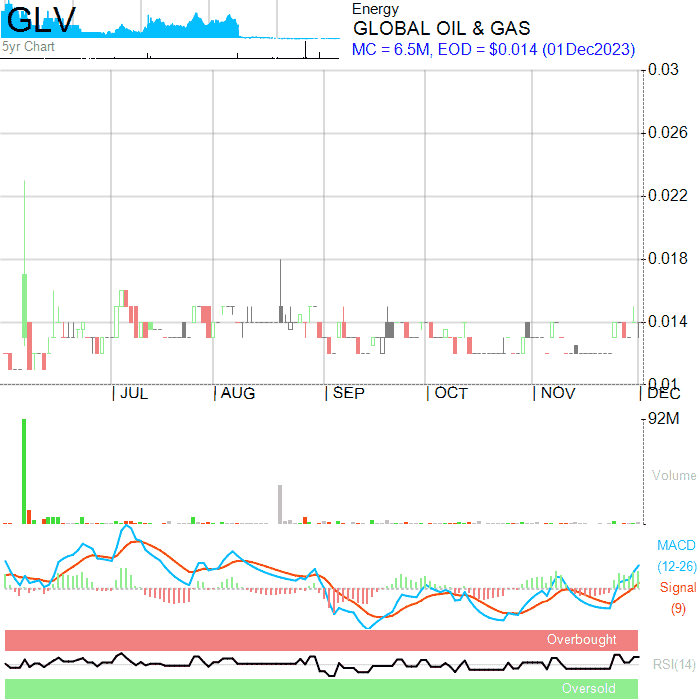 GLV
5yr Chart
Energy
GLOBAL OIL & GAS
MC = 6.5M, EOD = $0.014 (01Dec2023)
0.03
0.026
0.022
0.018
0.014
0.01
JUL AUG SEP OCT NOV DEC
92M
Volume
MACD
(12-26)
Signal
(9)
Overbought
RSI(14)
Oversold